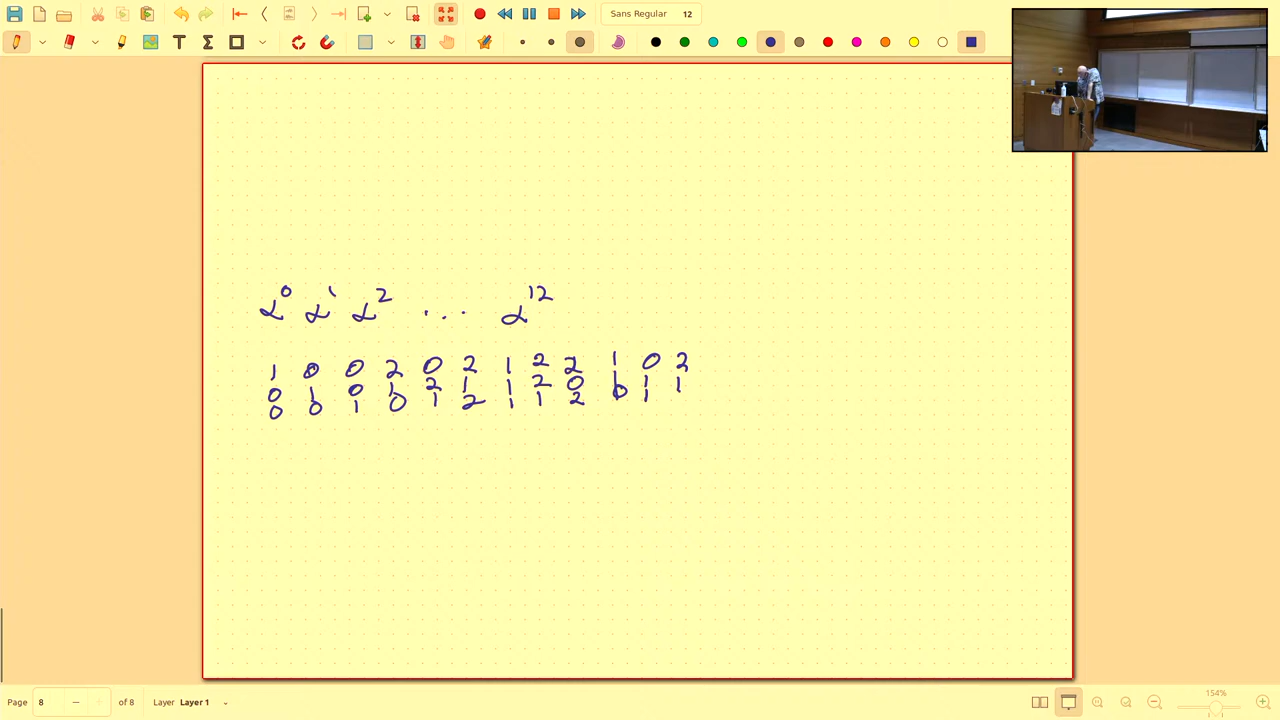 Sans Regular 12
α⁰ α¹ α² ... α¹²
1 0 0 2 0 2 1 2 2 1 0 2
0 1 0 1 2 1 1 2 0 1 1 1
0 0 1 0 1 2 1 1 2 0 1
154%
Page 8 of 8 Layer Layer 1